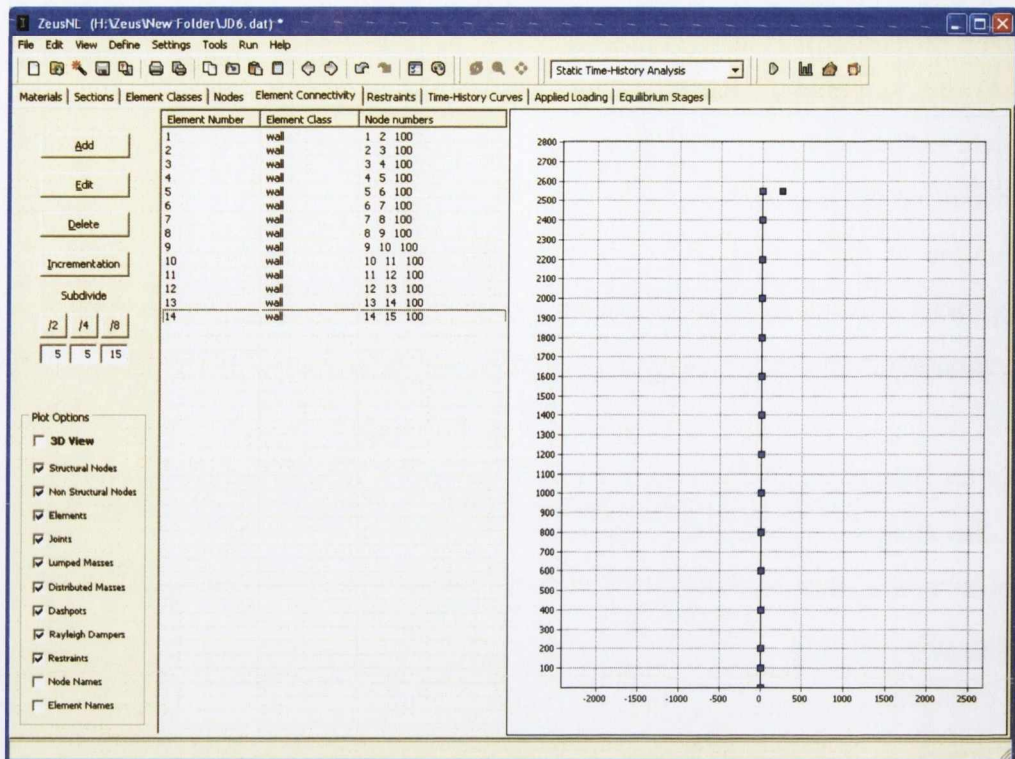 ZeusNL (H:\Zeus\New Folder\JD6.dat) *
File Edit View Define Settings Tools Run Help
Static Time-History Analysis
Materials Sections Element Classes Nodes Element Connectivity Restraints Time-History Curves Applied Loading Equilibrium Stages
Element Number Element Class Node numbers
1 wall 1 2 100
2 wall 2 3 100
3 wall 3 4 100
4 wall 4 5 100
5 wall 5 6 100
6 wall 6 7 100
7 wall 7 8 100
8 wall 8 9 100
9 wall 9 10 100
10 wall 10 11 100
11 wall 11 12 100
12 wall 12 13 100
13 wall 13 14 100
14 wall 14 15 100
Add
Edit
Delete
Incrementation
Subdivide
/2 /4 /8
5 5 15
Plot Options
3D View
Structural Nodes
Non Structural Nodes
Elements
Joints
Lumped Masses
Distributed Masses
Dashpots
Rayleigh Dampers
Restraints
Node Names
Element Names
2800
2700
2600
2500
2400
2300
2200
2100
2000
1900
1800
1700
1600
1500
1400
1300
1200
1100
1000
900
800
700
600
500
400
300
200
100
-2000 -1500 -1000 -500 0 500 1000 1500 2000 2500